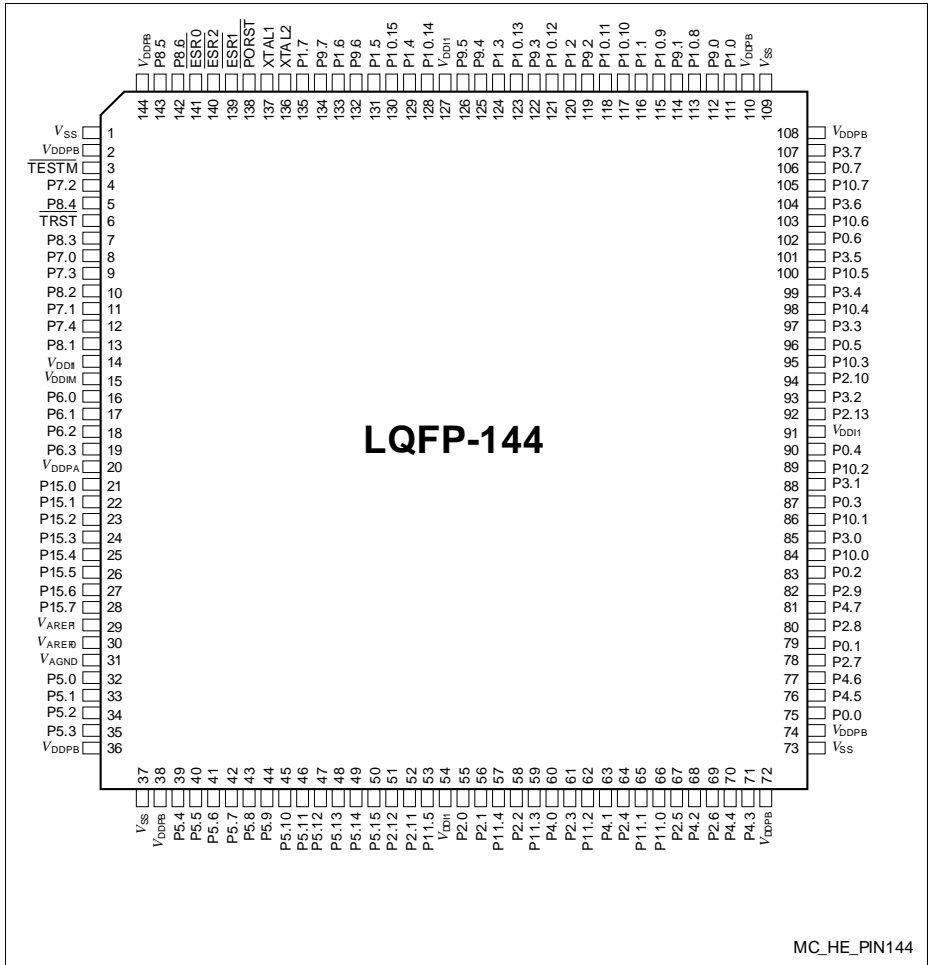 VDDPB P8.5 P8.6 ESR0 ESR2 ESR1 PORST XTAL1 XTAL2 P1.7 P9.7 P1.6 P9.6 P1.5 P10.15 P1.4 P10.14 VDDI1 P9.5 P9.4 P1.3 P10.13 P9.3 P10.12 P1.2 P9.2 P10.11 P10.10 P1.1 P10.9 P9.1 P10.8 P9.0 P1.0 VDDPB VSS
144 143 142 141 140 139 138 137 136 135 134 133 132 131 130 129 128 127 126 125 124 123 122 121 120 119 118 117 116 115 114 113 112 111 110 109
VSS 1
VDDPB 2
TESTM 3
P7.2 4
P8.4 5
TRST 6
P8.3 7
P7.0 8
P7.3 9
P8.2 10
P7.1 11
P7.4 12
P8.1 13
VDDI1 14
VDDIM 15
P6.0 16
P6.1 17
P6.2 18
P6.3 19
VDDPA 20
P15.0 21
P15.1 22
P15.2 23
P15.3 24
P15.4 25
P15.5 26
P15.6 27
P15.7 28
VAREF1 29
VAREF0 30
VAGND 31
P5.0 32
P5.1 33
P5.2 34
P5.3 35
VDDPB 36
LQFP-144
108 VDDPB
107 P3.7
106 P0.7
105 P10.7
104 P3.6
103 P10.6
102 P0.6
101 P3.5
100 P10.5
99 P3.4
98 P10.4
97 P3.3
96 P0.5
95 P10.3
94 P2.10
93 P3.2
92 P2.13
91 VDDI1
90 P0.4
89 P10.2
88 P3.1
87 P0.3
86 P10.1
85 P3.0
84 P10.0
83 P0.2
82 P2.9
81 P4.7
80 P2.8
79 P0.1
78 P2.7
77 P4.6
76 P4.5
75 P0.0
74 VDDPB
73 VSS
37 38 39 40 41 42 43 44 45 46 47 48 49 50 51 52 53 54 55 56 57 58 59 60 61 62 63 64 65 66 67 68 69 70 71 72
VSS VDDPB P5.4 P5.5 P5.6 P5.7 P5.8 P5.9 P5.10 P5.11 P5.12 P5.13 P5.14 P5.15 P2.12 P2.11 P11.5 VDDI1 P2.0 P2.1 P11.4 P2.2 P11.3 P4.0 P2.3 P11.2 P4.1 P2.4 P11.1 P11.0 P2.5 P4.2 P2.6 P4.4 P4.3 VDDPB
MC_HE_PIN144